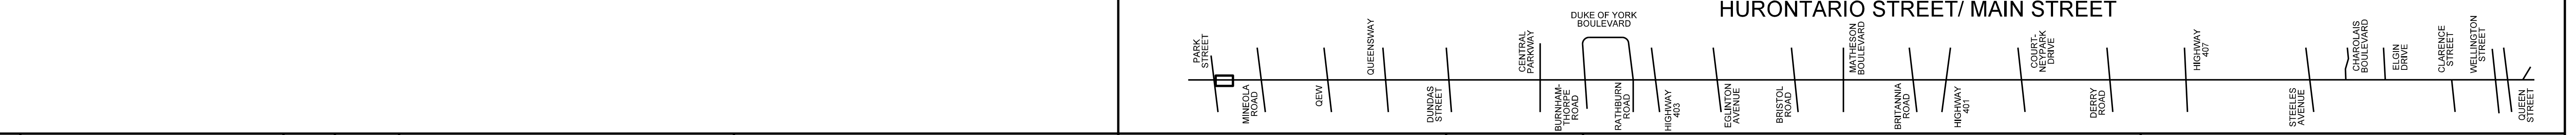 HURONTARIO STREET/ MAIN STREET
PARK
STREET
MINEOLA
ROAD
QEW
QUEENSWAY
DUNDAS
STREET
CENTRAL
PARKWAY
BURNHAM-
THORPE
ROAD
DUKE OF YORK
BOULEVARD
RATHBURN
ROAD
HIGHWAY
403
EGLINTON
AVENUE
BRISTOL
ROAD
MATHESON
BOULEVARD
BRITANNIA
ROAD
HIGHWAY
401
COURT-
NEYPARK
DRIVE
DERRY
ROAD
HIGHWAY
407
STEELES
AVENUE
CHAROLAIS
BOULEVARD
ELGIN
DRIVE
CLARENCE
STREET
WELLINGTON
STREET
QUEEN
STREET